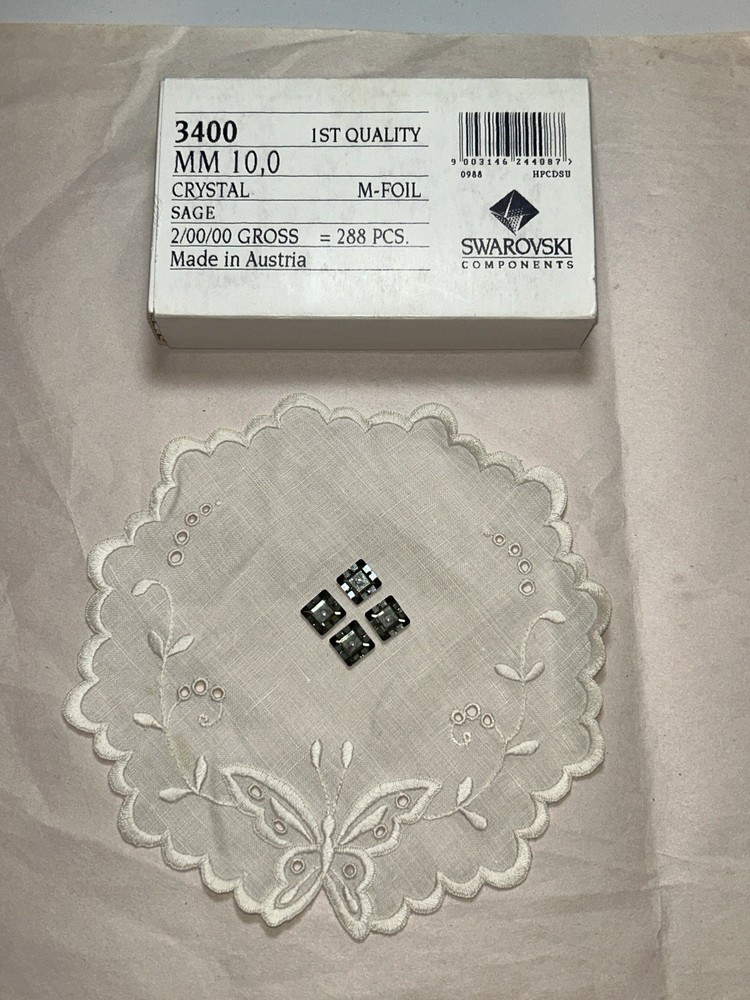 3400 1ST QUALITY
MM 10,0
CRYSTAL M-FOIL
SAGE
2/00/00 GROSS = 288 PCS.
Made in Austria
9 003146 244087 >
0988 HPCDSU
SWAROVSKI
COMPONENTS